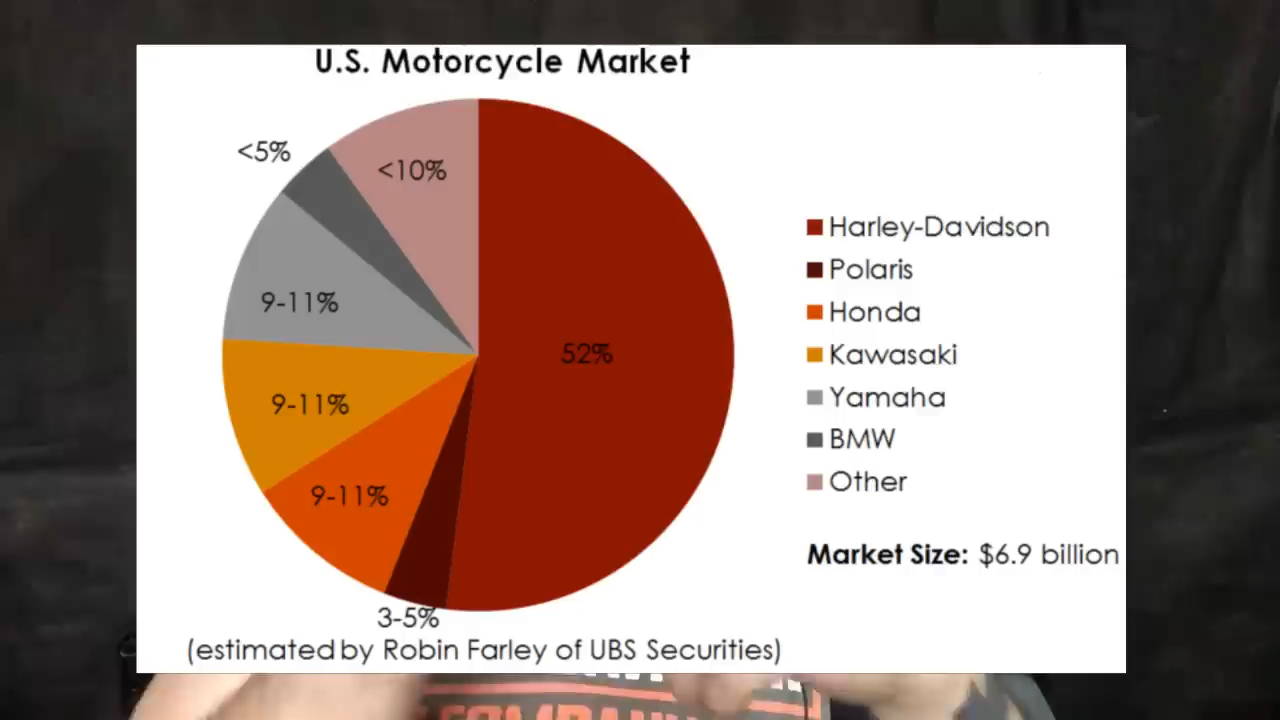 U.S. Motorcycle Market
<5%
<10%
9-11%
52%
9-11%
9-11%
3-5%
Harley-Davidson
Polaris
Honda
Kawasaki
Yamaha
BMW
Other
Market Size: $6.9 billion
(estimated by Robin Farley of UBS Securities)